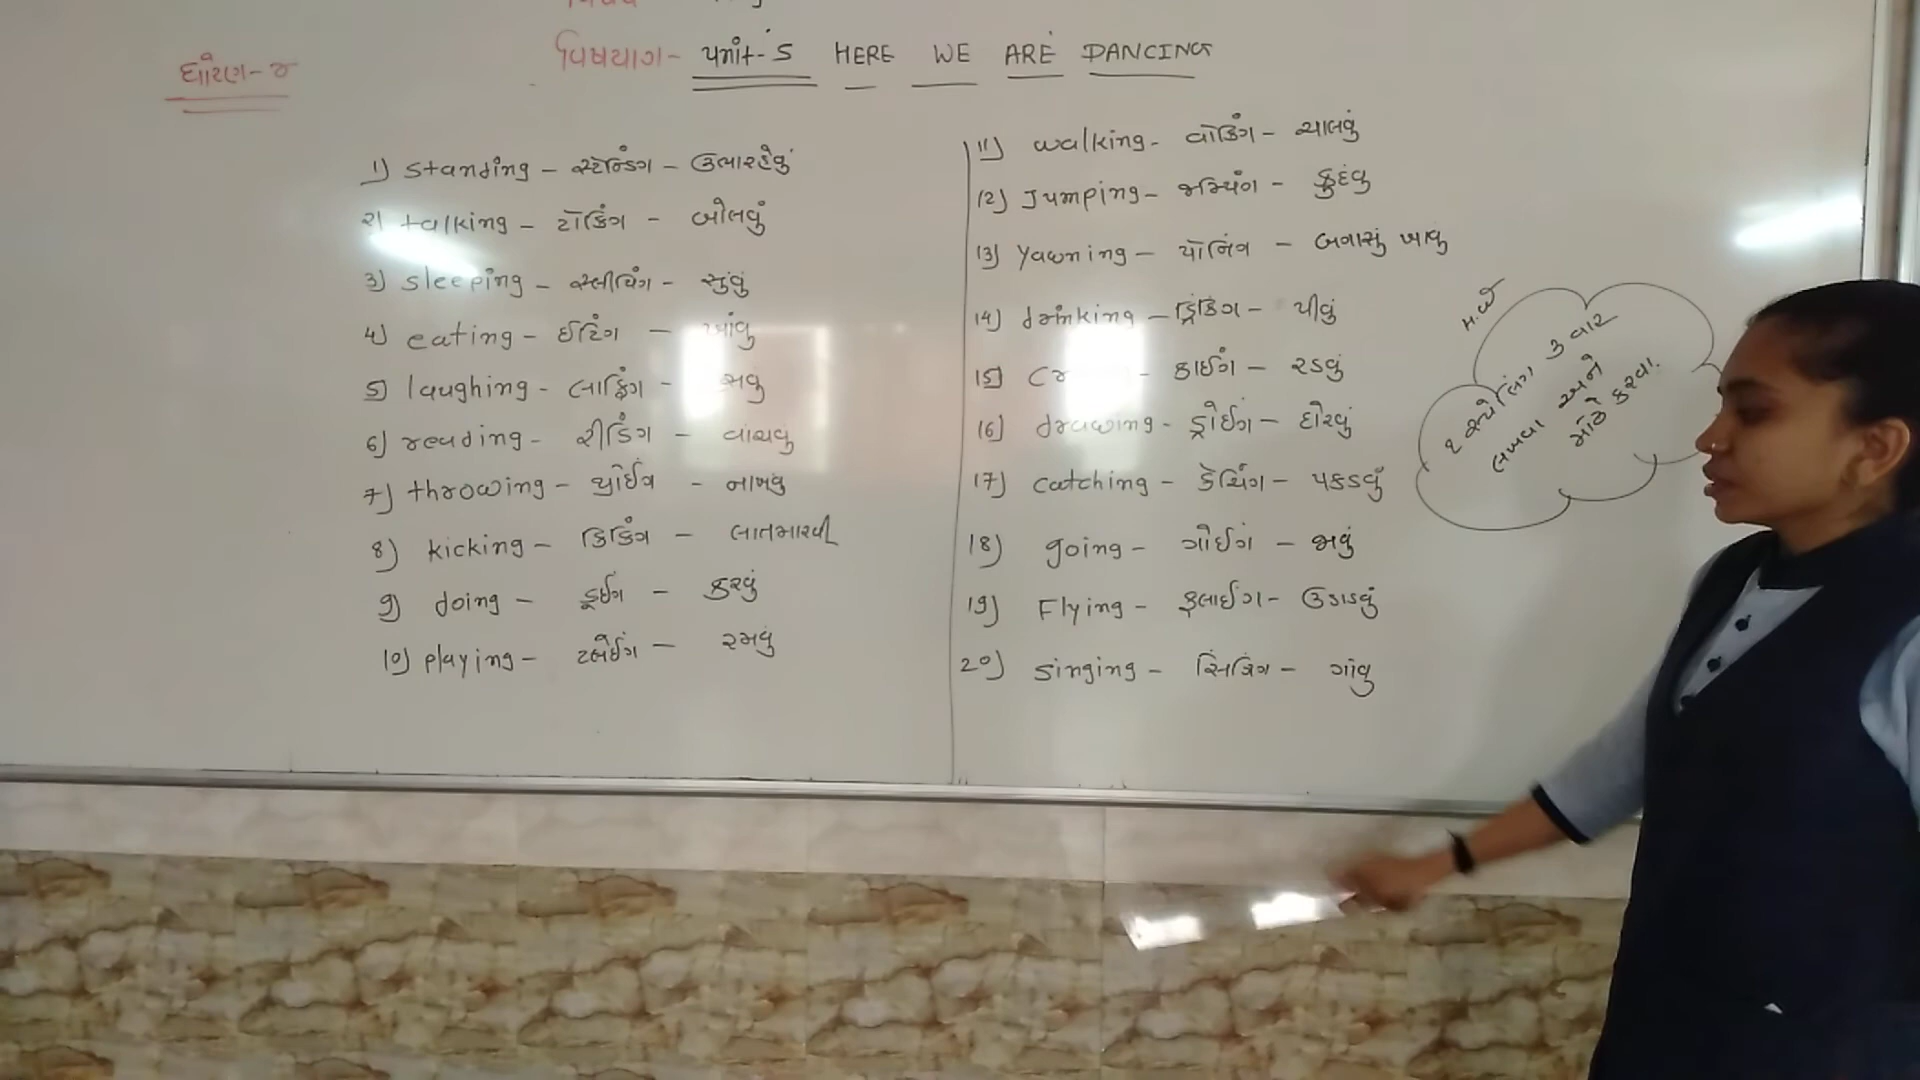 ધોરણ-૪
વિષયાંગ- યુનિટ-5 HERE WE ARE DANCING
1) standing - સ્ટેન્ડિંગ - ઉભારહેવું
2) talking - ટૉકિંગ - બોલવું
3) sleeping - સ્લીપિંગ - સુવું
4) eating - ઈટિંગ -
5) laughing - લાફિંગ -
6) reading - રીડિંગ - વાંચવું
7) throwing - થ્રોઈંગ - નાખવું
8) kicking - કિકિંગ - લાતમારવી
9) doing - ડૂઇંગ - કરવું
10) playing - પ્લેઈંગ - રમવું
11) walking - વૉકિંગ - ચાલવું
12) Jumping - જમ્પિંગ - કુદવું
13) Yawning - યૉનિંગ - બગાસું ખાવું
14) drinking - ડ્રિંકિંગ - પીવું
15) - ક્રાઈંગ - રડવું
16) drawing - ડ્રોઈંગ - દોરવું
17) catching - કેચિંગ - પકડવું
18) going - ગોઈંગ - જવું
19) Flying - ફ્લાઈંગ - ઉડાડવું
20) singing - સિંગિંગ - ગાવું
હ.વર્ક
૨ સ્પેલિંગ ૩ વાર
લખવા અને
મોઢે કરવા.